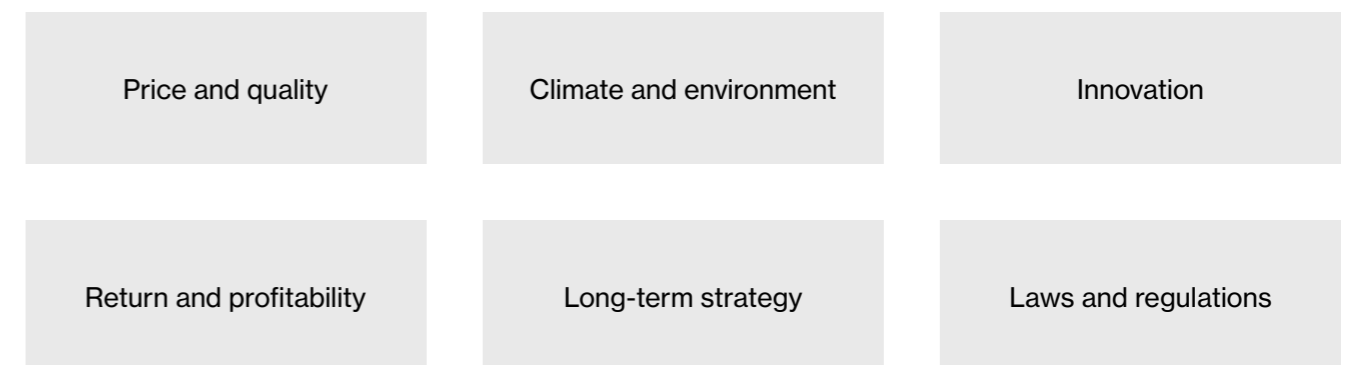 Price and quality
Climate and environment
Innovation
Return and profitability
Long-term strategy
Laws and regulations